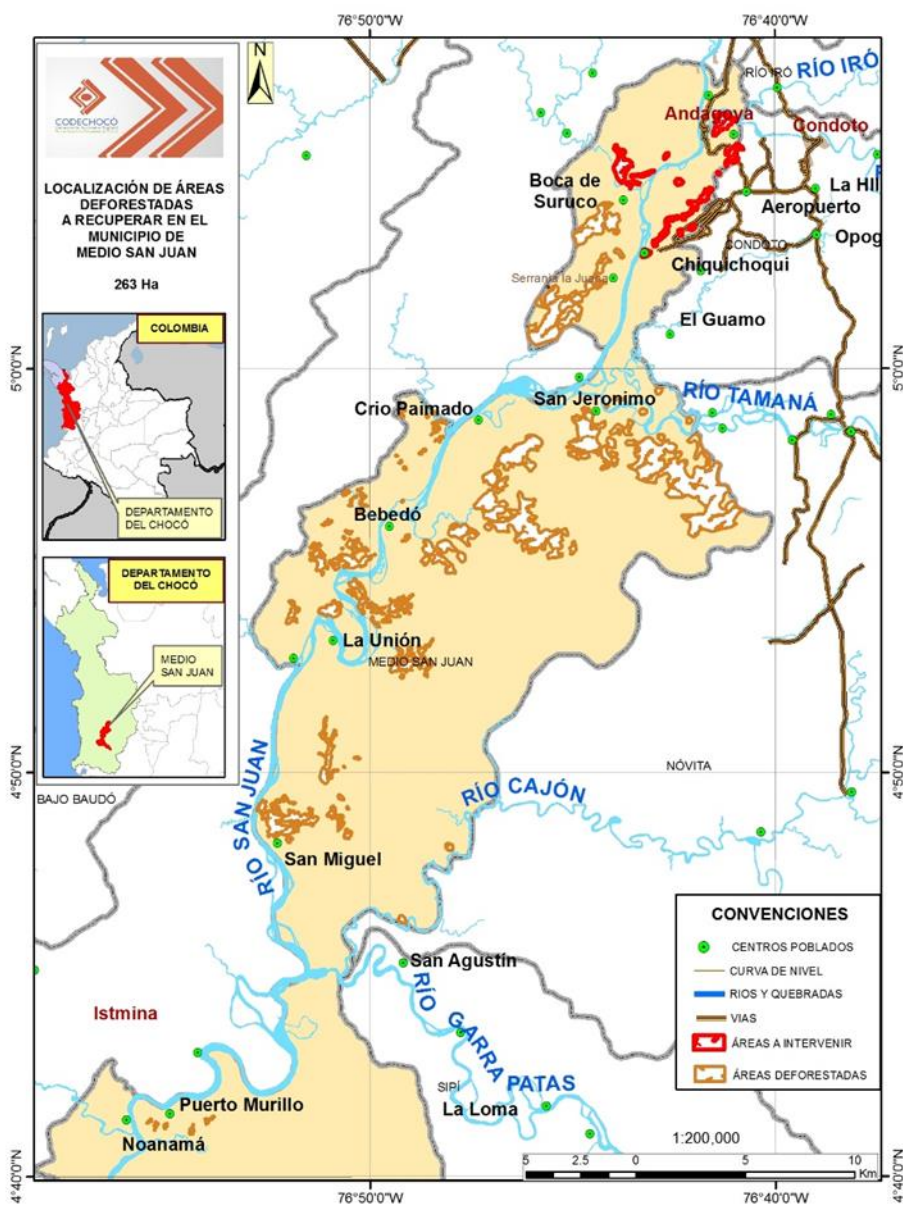 76°50'0"W
76°40'0"W
CODECHOCÓ
LOCALIZACIÓN DE ÁREAS
DEFORESTADAS
A RECUPERAR EN EL
MUNICIPIO DE
MEDIO SAN JUAN
263 Ha
COLOMBIA
DEPARTAMENTO
DEL CHOCÓ
DEPARTAMENTO
DEL CHOCÓ
MEDIO
SAN JUAN
N
RÍO IRÓ
RÍO IRÓ
Andagoya
Condoto
Boca de
Suruco
La HII
Aeropuerto
Opog
CONDOTO
Chiquichoqui
Serranía la Juana
El Guamo
5°0'0"N
5°0'0"N
San Jeronimo
RÍO TAMANÁ
Crio Paimado
Bebedó
La Unión
MEDIO SAN JUAN
NÓVITA
4°50'0"N
4°50'0"N
BAJO BAUDÓ
RÍO CAJÓN
RÍO SAN JUAN
San Miguel
San Agustín
Istmina
RÍO GARRAPATAS
SIPÍ
La Loma
Puerto Murillo
Noanamá
CONVENCIONES
CENTROS POBLADOS
CURVA DE NIVEL
RIOS Y QUEBRADAS
VIAS
ÁREAS A INTERVENIR
ÁREAS DEFORESTADAS
1:200,000
5 2.5 0 5 10
Km
4°40'0"N
4°40'0"N
76°50'0"W
76°40'0"W